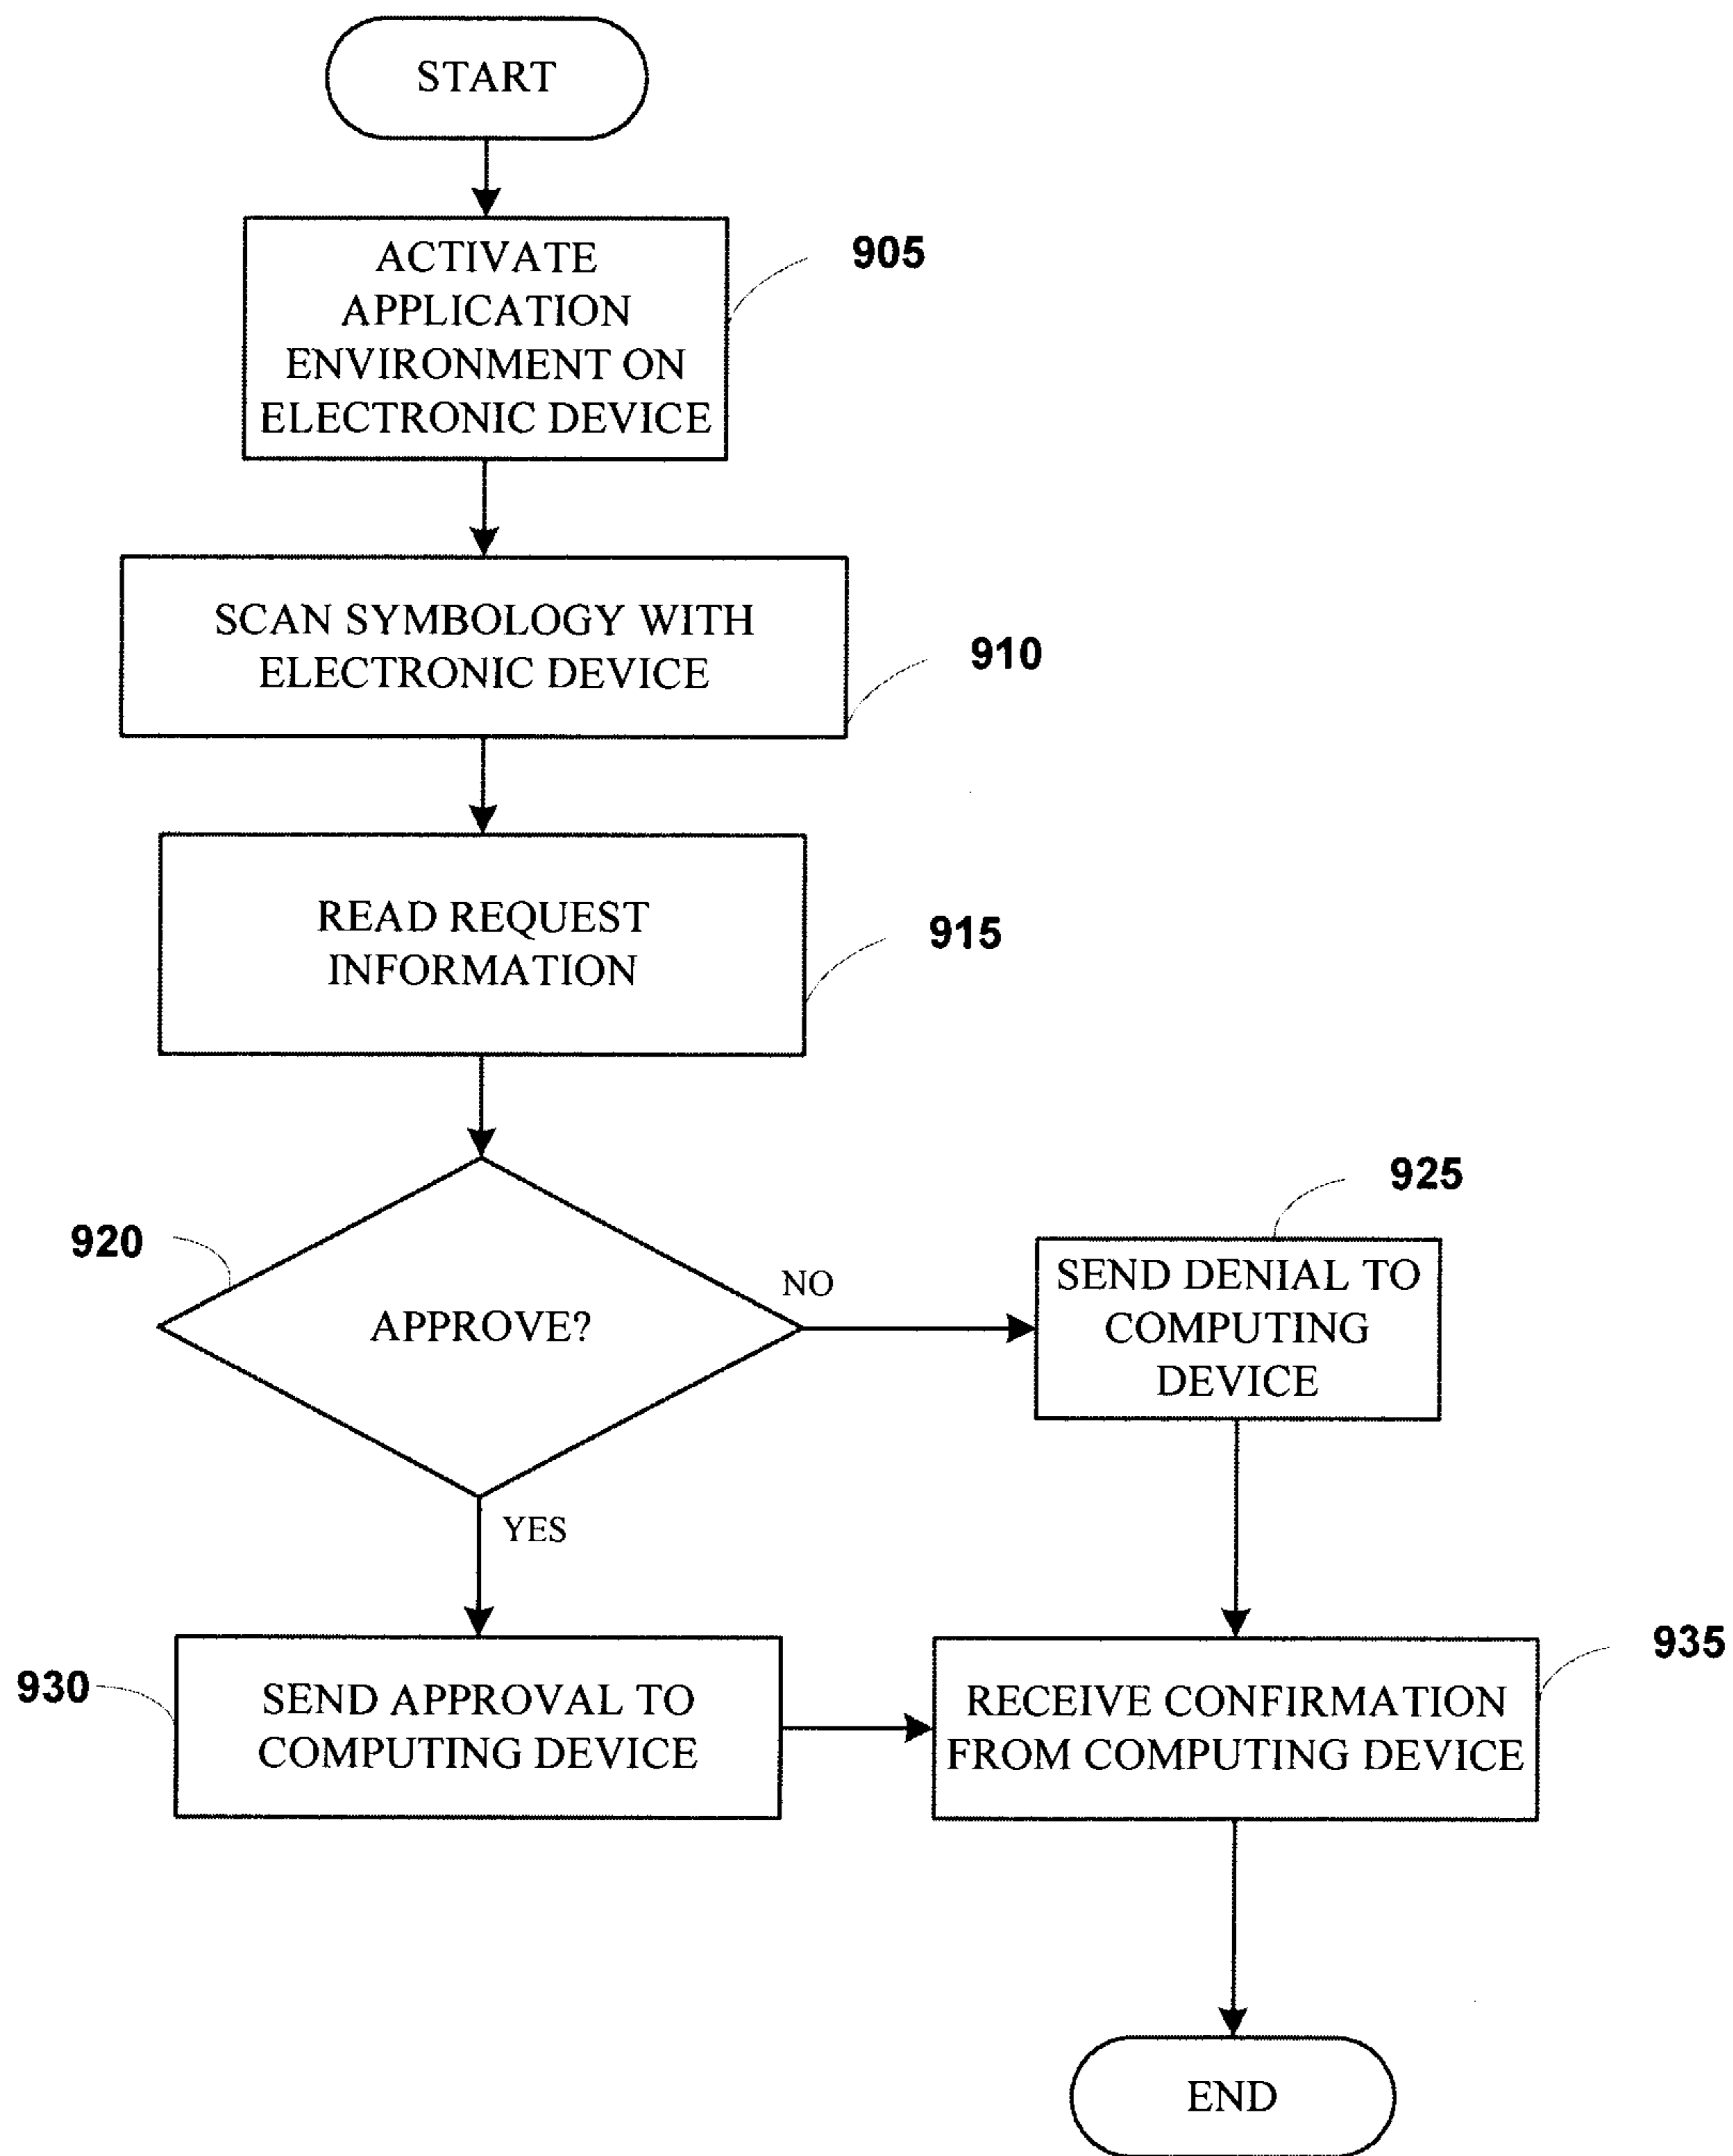 START
ACTIVATE
APPLICATION
ENVIRONMENT ON
ELECTRONIC DEVICE
905
SCAN SYMBOLOGY WITH
ELECTRONIC DEVICE
910
READ REQUEST
INFORMATION
915
920
APPROVE?
NO
925
SEND DENIAL TO
COMPUTING
DEVICE
YES
930
SEND APPROVAL TO
COMPUTING DEVICE
935
RECEIVE CONFIRMATION
FROM COMPUTING DEVICE
END